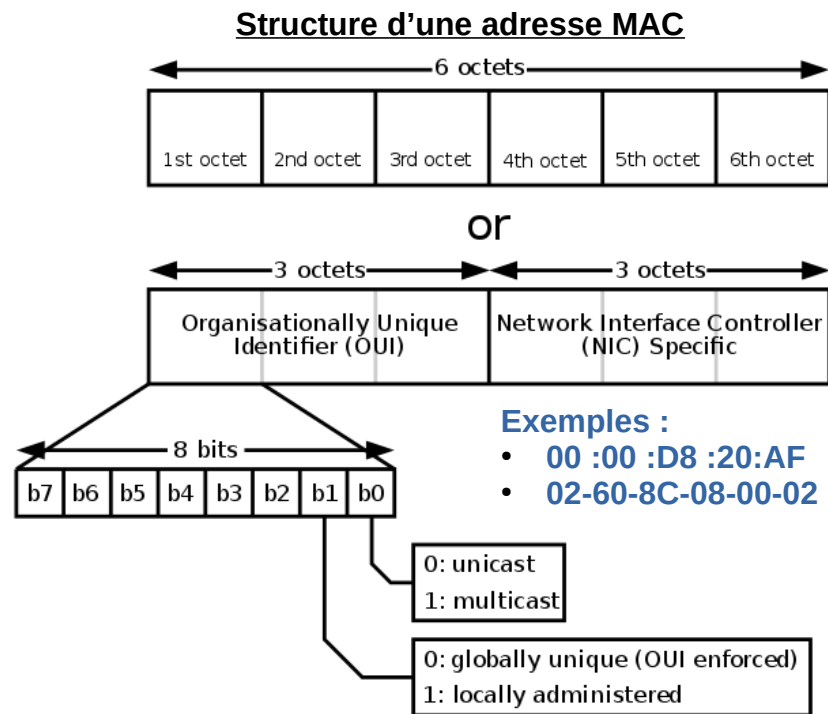 Structure d’une adresse MAC
6 octets
1st octet 2nd octet 3rd octet 4th octet 5th octet 6th octet
or
3 octets 3 octets
Organisationally Unique Network Interface Controller
Identifier (OUI) (NIC) Specific
Exemples :
8 bits
• 00 :00 :D8 :20:AF
b7 b6 b5 b4 b3 b2 b1 b0
• 02-60-8C-08-00-02
0: unicast
1: multicast
0: globally unique (OUI enforced)
1: locally administered